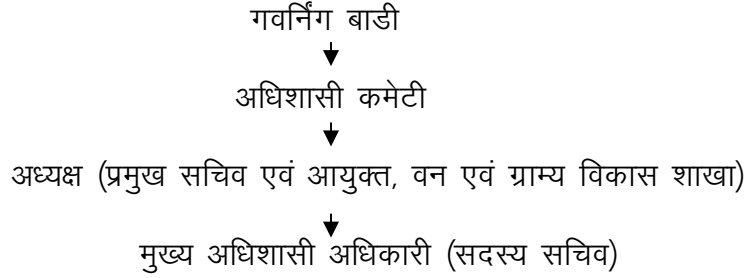 गवर्निंग बाडी
अधिशासी कमेटी
अध्यक्ष (प्रमुख सचिव एवं आयुक्त, वन एवं ग्राम्य विकास शाखा)
मुख्य अधिशासी अधिकारी (सदस्य सचिव)